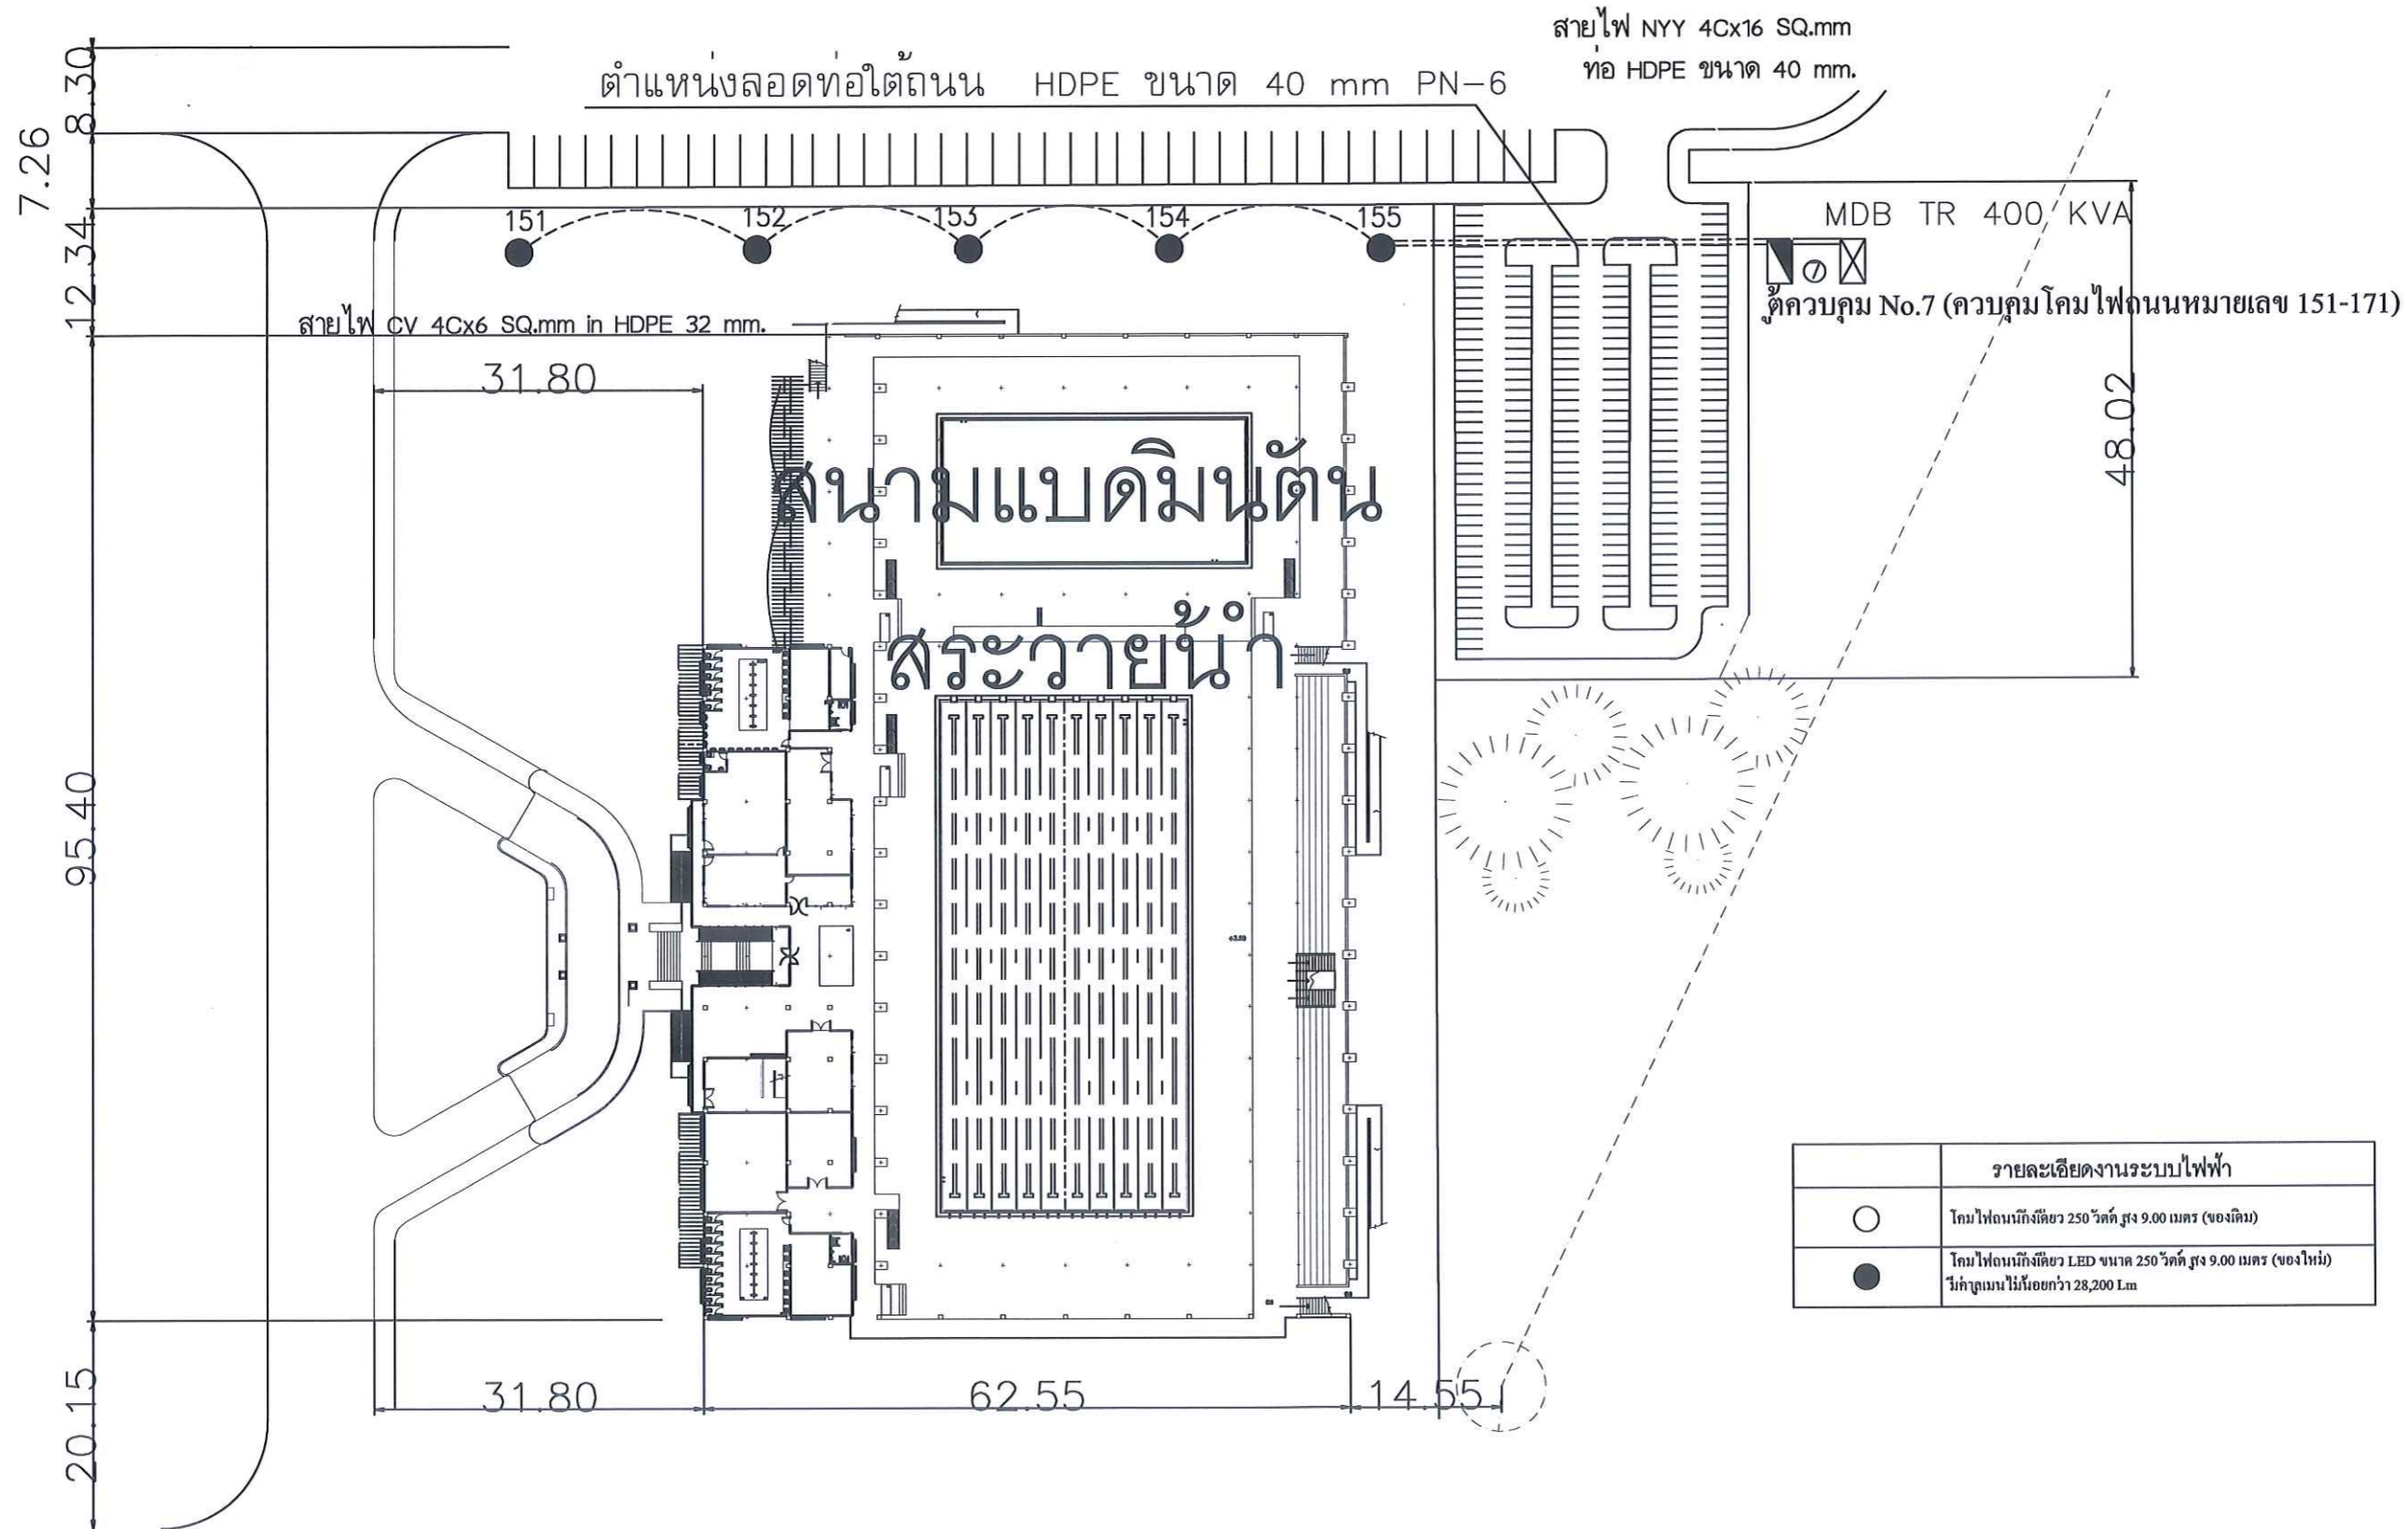 สายไฟ NYY 4Cx16 SQ.mm
ท่อ HDPE ขนาด 40 mm.
ตำแหน่งลอดท่อใต้ถนน HDPE ขนาด 40 mm PN-6
8.30
7.26
12.34
151
152
153
154
155
MDB TR 400 KVA
ตู้ควบคุม No.7 (ควบคุมโคมไฟถนนหมายเลข 151-171)
สายไฟ CV 4Cx6 SQ.mm in HDPE 32 mm.
31.80
48.02
สนามแบดมินตัน
สระว่ายน้ำ
95.40
รายละเอียดงานระบบไฟฟ้า
โคมไฟถนนกิ่งเดียว 250 วัตต์ สูง 9.00 เมตร (ของเดิม)
โคมไฟถนนกิ่งเดียว LED ขนาด 250 วัตต์ สูง 9.00 เมตร (ของใหม่)
มีค่าลูเมนไม่น้อยกว่า 28,200 Lm
31.80
62.55
14.55
20.15